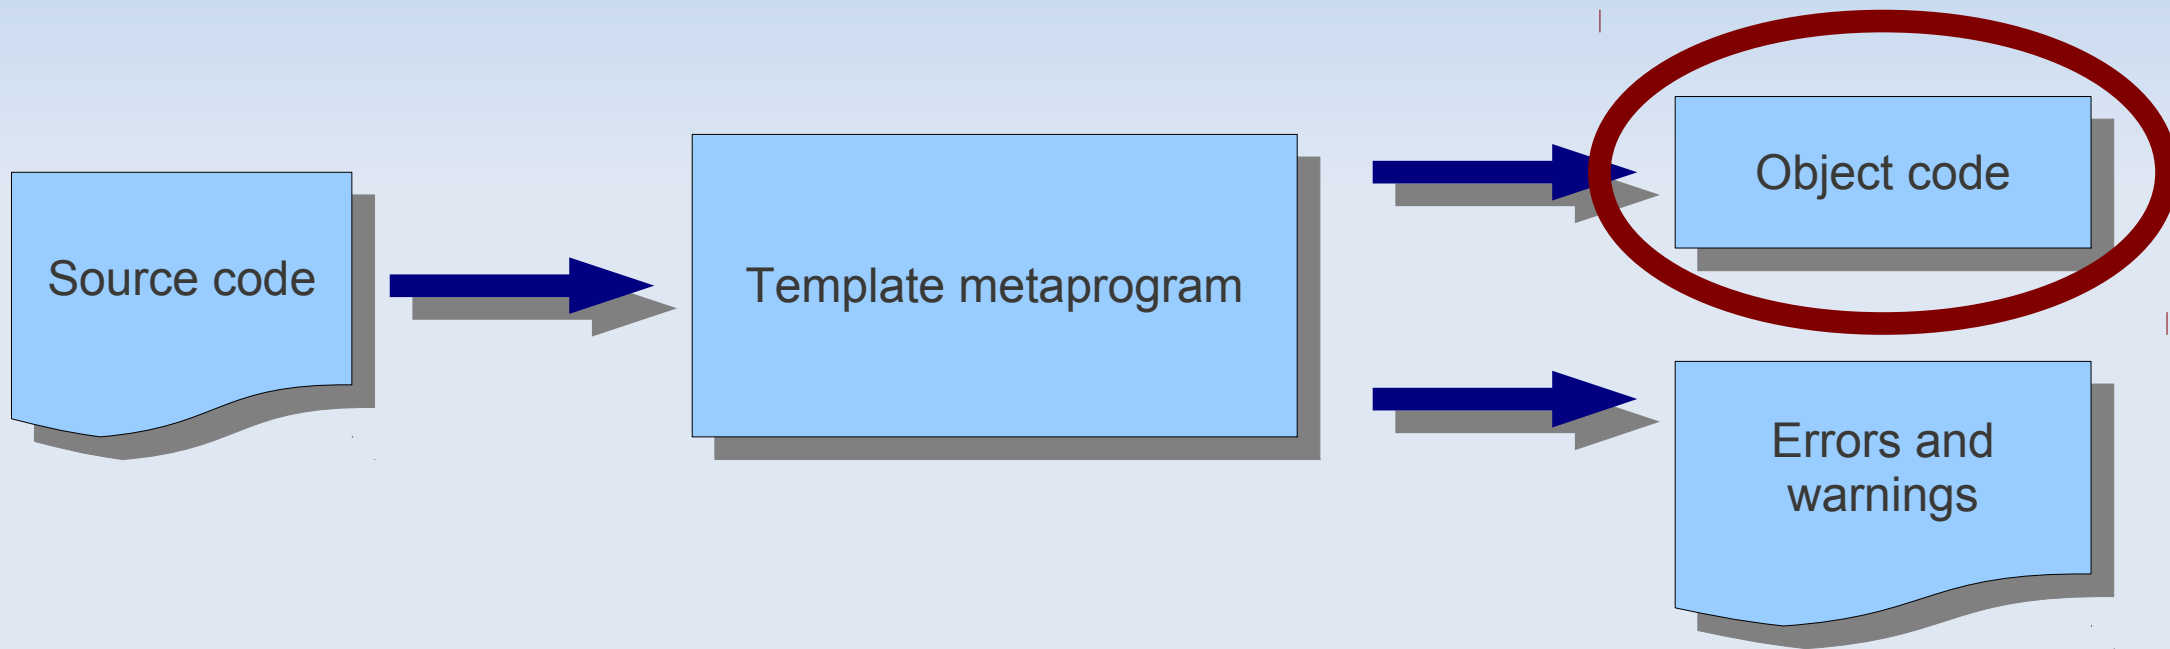 Source code
Template metaprogram
Object code
Errors and
warnings